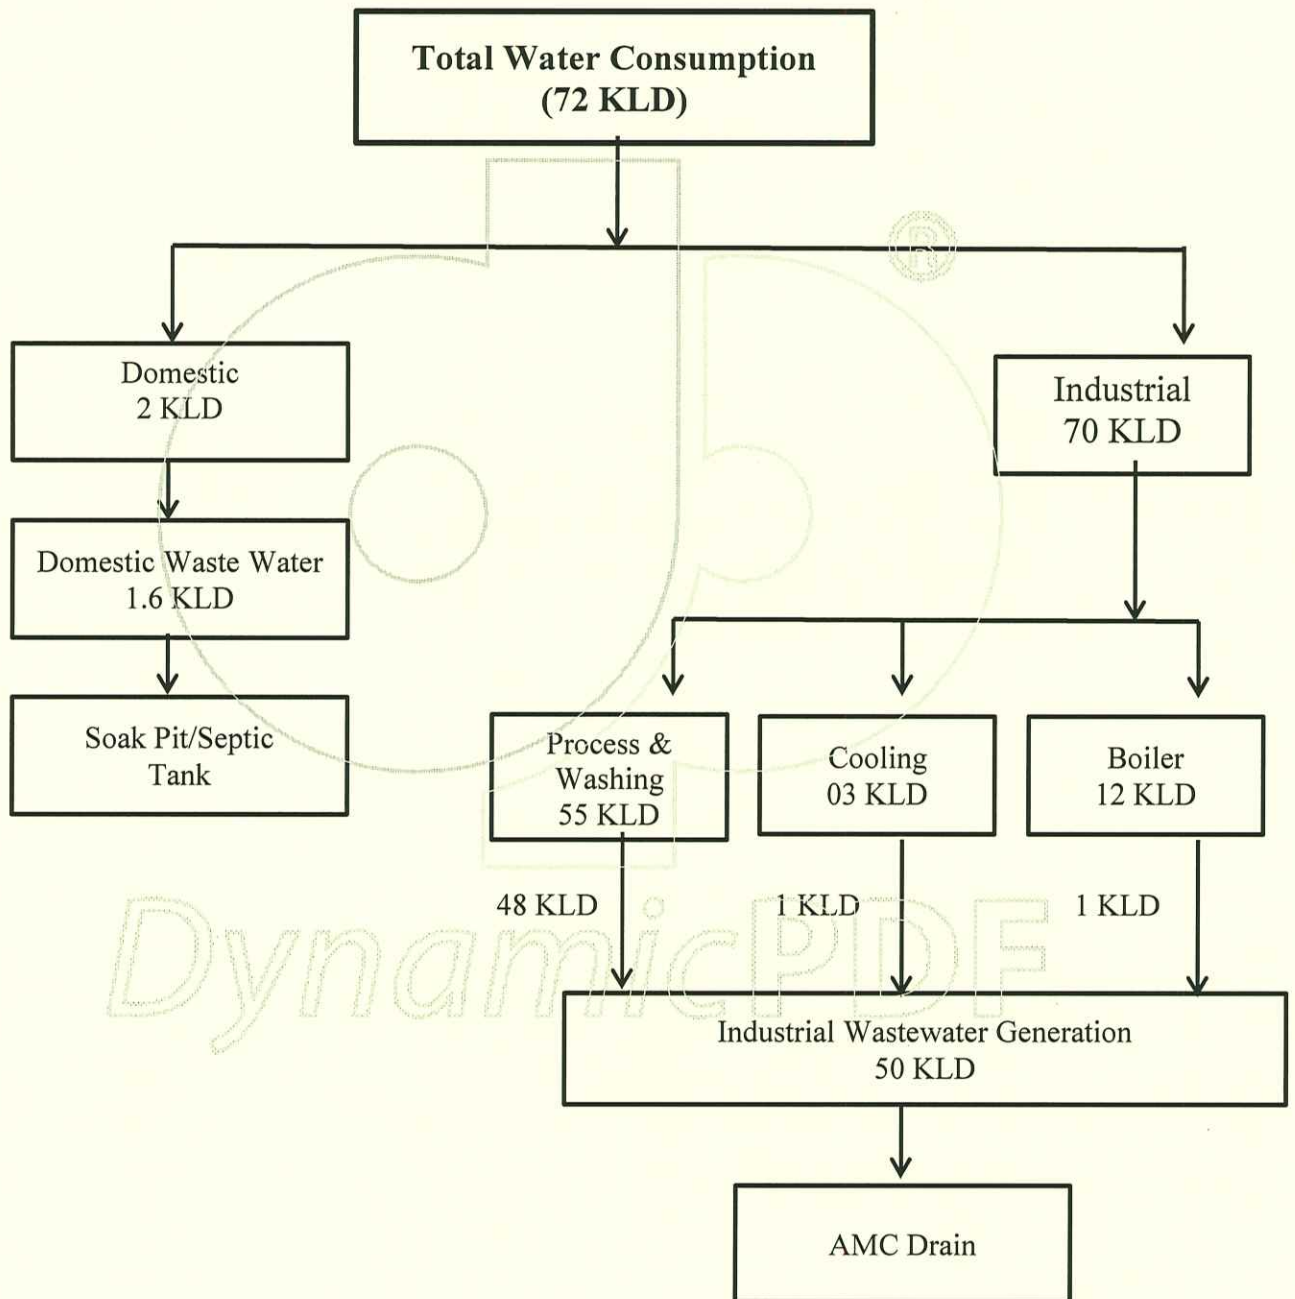 Total Water Consumption
(72 KLD)
®
Domestic
2 KLD
Industrial
70 KLD
Domestic Waste Water
1.6 KLD
Soak Pit/Septic
Tank
Process &
Washing
55 KLD
Cooling
03 KLD
Boiler
12 KLD
48 KLD
1 KLD
1 KLD
DynamicPDF
Industrial Wastewater Generation
50 KLD
AMC Drain